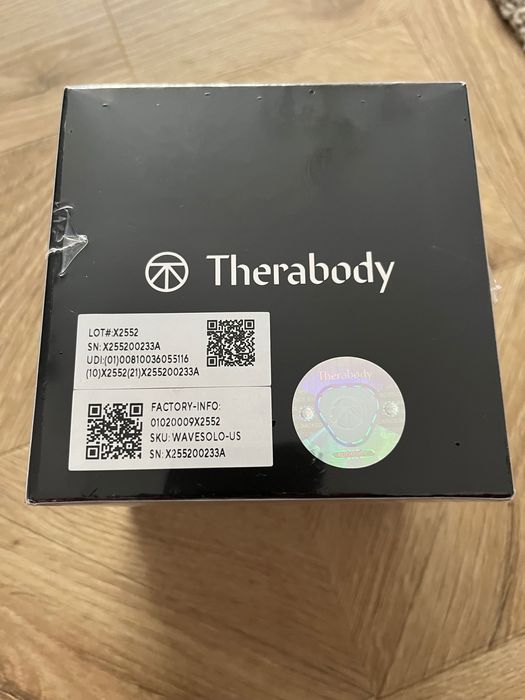 Therabody
LOT#:X2552
SN:X255200233A
UDI:(01)00810036055116
(10)X2552(21)X255200233A
FACTORY-INFO:
01020009X2552
SKU: WAVESOLO-US
SN: X255200233A
Therabody